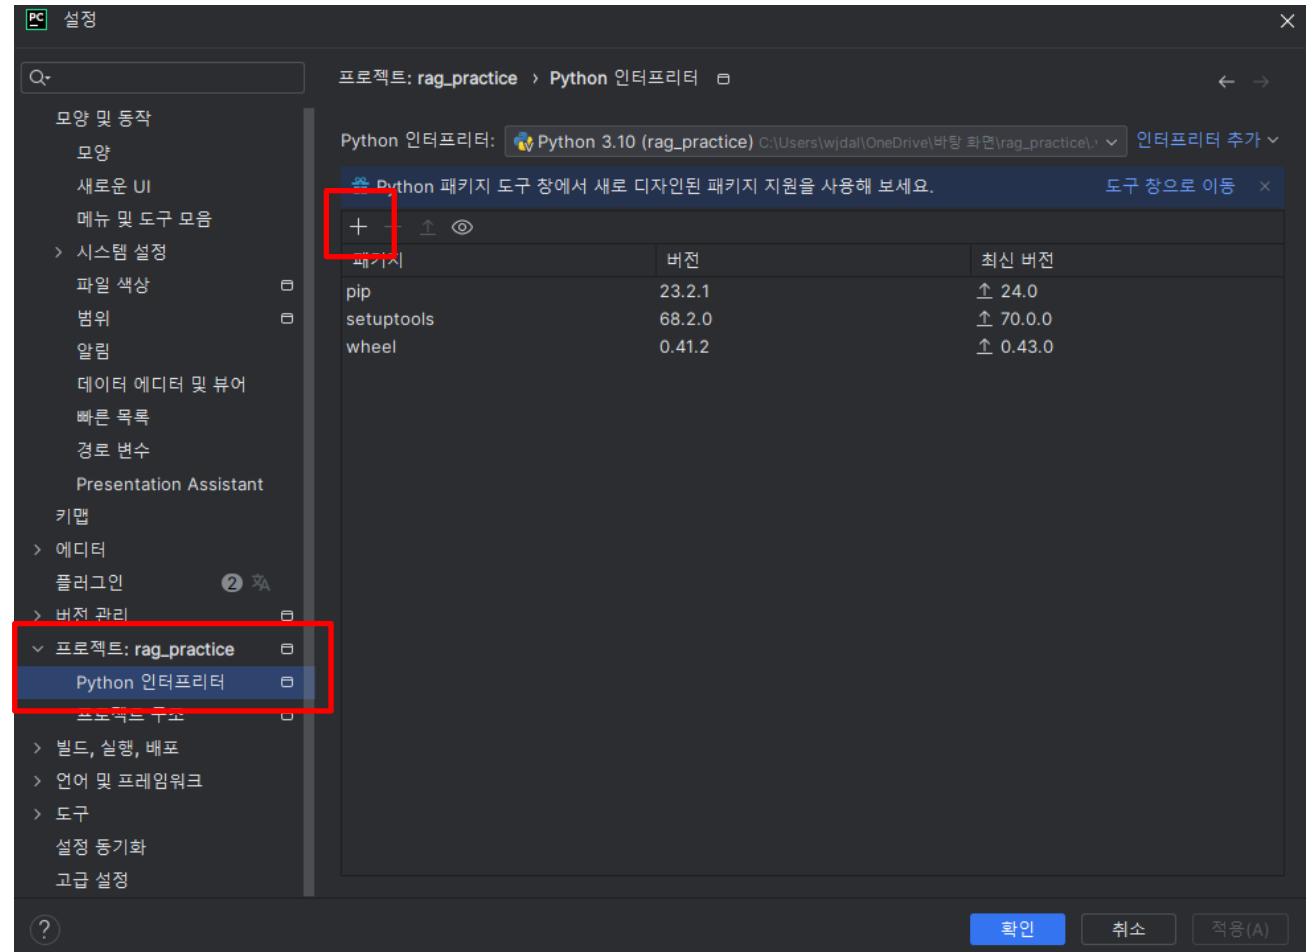 PC 설정
프로젝트: rag_practice › Python 인터프리터
모양 및 동작
모양
새로운 UI
메뉴 및 도구 모음
시스템 설정
파일 색상
범위
알림
데이터 에디터 및 뷰어
빠른 목록
경로 변수
Presentation Assistant
키맵
에디터
플러그인 2
버전 관리
프로젝트: rag_practice
Python 인터프리터
프로젝트 구조
빌드, 실행, 배포
언어 및 프레임워크
도구
설정 동기화
고급 설정
Python 인터프리터: Python 3.10 (rag_practice) C:\Users\wjdal\OneDrive\바탕 화면\rag_practice\. 인터프리터 추가
Python 패키지 도구 창에서 새로 디자인된 패키지 지원을 사용해 보세요. 도구 창으로 이동
패키지 버전 최신 버전
pip 23.2.1 24.0
setuptools 68.2.0 70.0.0
wheel 0.41.2 0.43.0
? 확인 취소 적용(A)